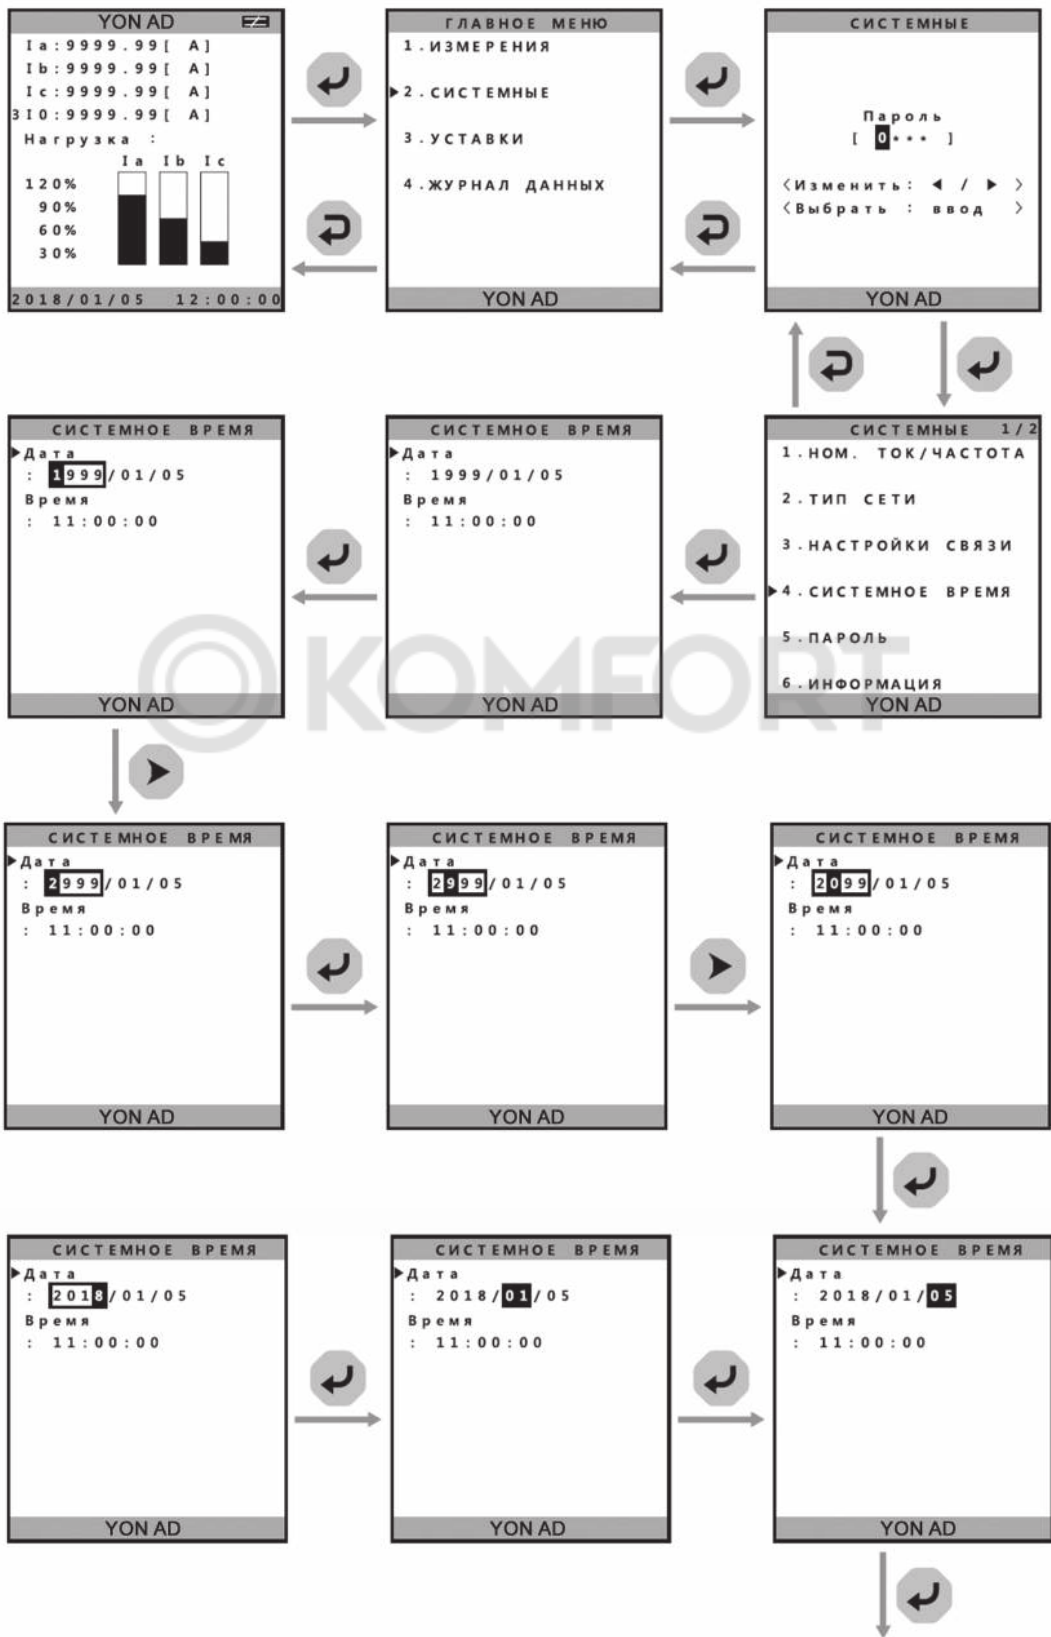 YON AD
Ia:9999.99[ A]
Ib:9999.99[ A]
Ic:9999.99[ A]
3I0:9999.99[ A]
Нагрузка :
Ia Ib Ic
120%
90%
60%
30%
2018/01/05 12:00:00
ГЛАВНОЕ МЕНЮ
1.ИЗМЕРЕНИЯ
▶2.СИСТЕМНЫЕ
3.УСТАВКИ
4.ЖУРНАЛ ДАННЫХ
YON AD
СИСТЕМНЫЕ
Пароль
[ 0*** ]
<Изменить: ◀ / ▶ >
<Выбрать : ввод >
YON AD
СИСТЕМНОЕ ВРЕМЯ
▶Дата
: 1999/01/05
Время
: 11:00:00
YON AD
СИСТЕМНОЕ ВРЕМЯ
▶Дата
: 1999/01/05
Время
: 11:00:00
YON AD
СИСТЕМНЫЕ 1/2
1.НОМ. ТОК/ЧАСТОТА
2.ТИП СЕТИ
3.НАСТРОЙКИ СВЯЗИ
▶4.СИСТЕМНОЕ ВРЕМЯ
5.ПАРОЛЬ
6.ИНФОРМАЦИЯ
YON AD
KOMFORT
СИСТЕМНОЕ ВРЕМЯ
▶Дата
: 2999/01/05
Время
: 11:00:00
YON AD
СИСТЕМНОЕ ВРЕМЯ
▶Дата
: 2999/01/05
Время
: 11:00:00
YON AD
СИСТЕМНОЕ ВРЕМЯ
▶Дата
: 2099/01/05
Время
: 11:00:00
YON AD
СИСТЕМНОЕ ВРЕМЯ
▶Дата
: 2018/01/05
Время
: 11:00:00
YON AD
СИСТЕМНОЕ ВРЕМЯ
▶Дата
: 2018/01/05
Время
: 11:00:00
YON AD
СИСТЕМНОЕ ВРЕМЯ
▶Дата
: 2018/01/05
Время
: 11:00:00
YON AD